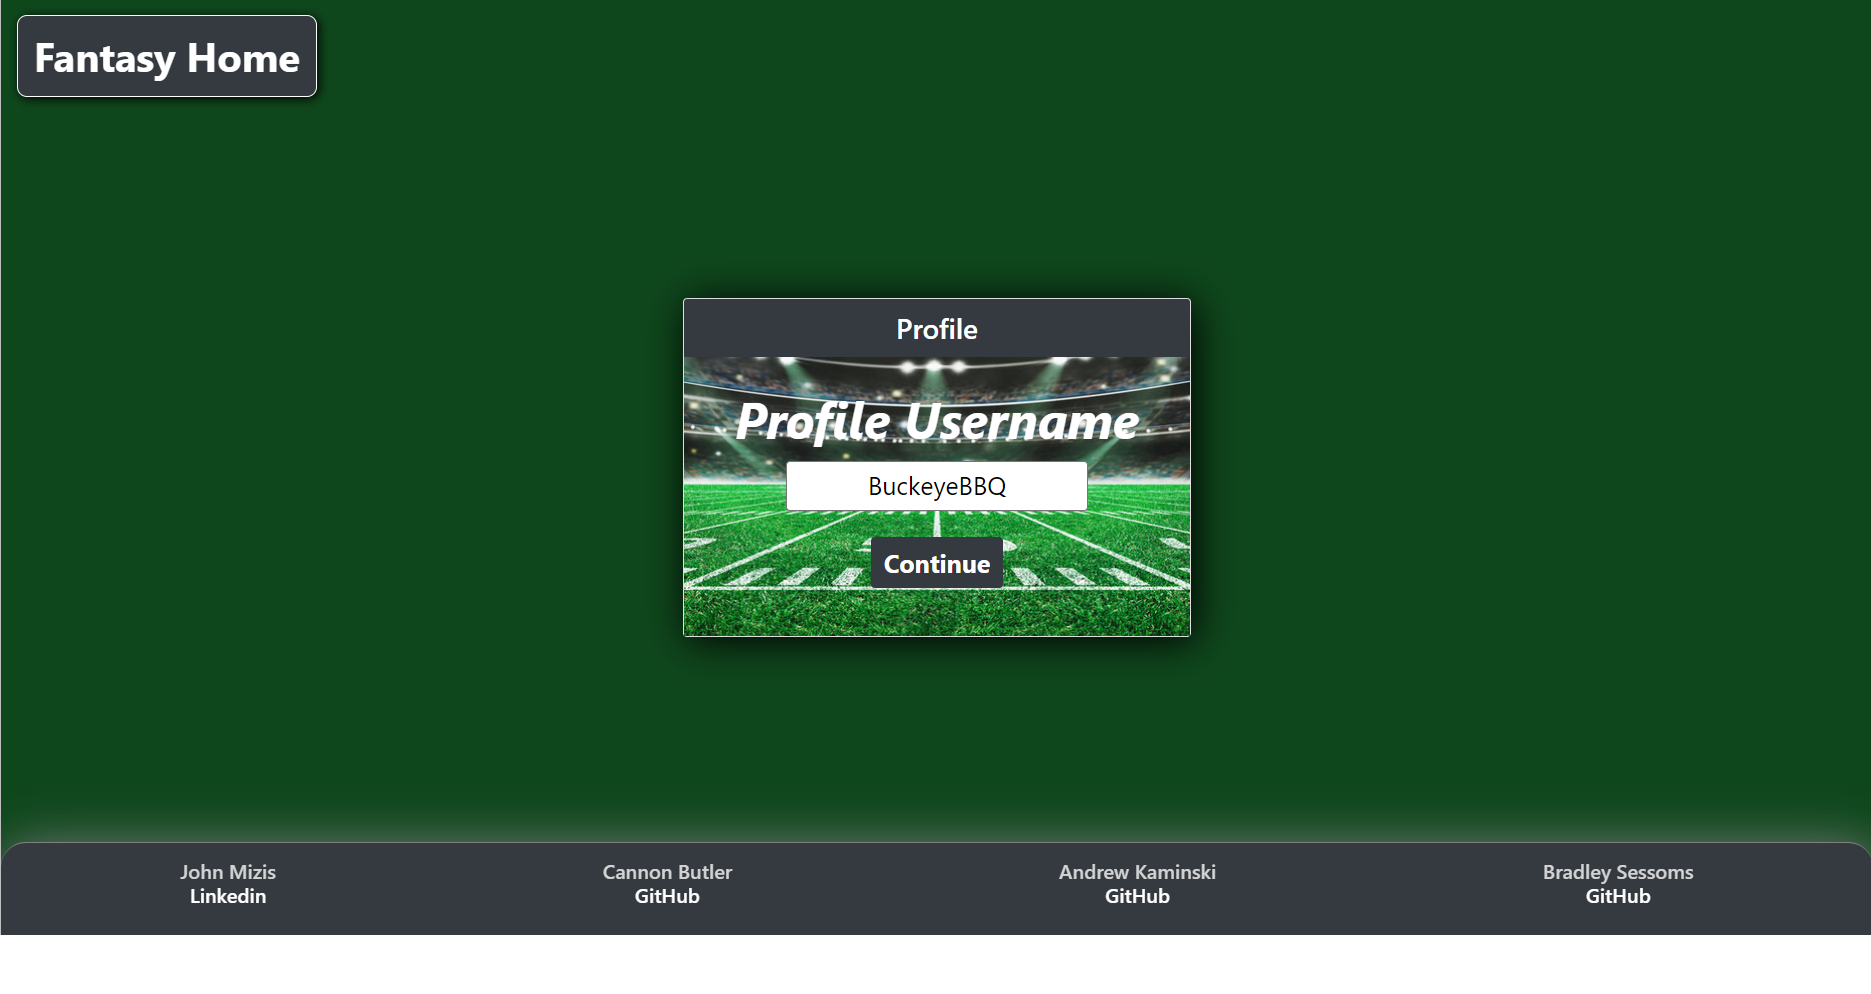 Fantasy Home
Profile
Profile Username
BuckeyeBBQ
Continue
John Mizis
Linkedin
Cannon Butler
GitHub
Andrew Kaminski
GitHub
Bradley Sessoms
GitHub